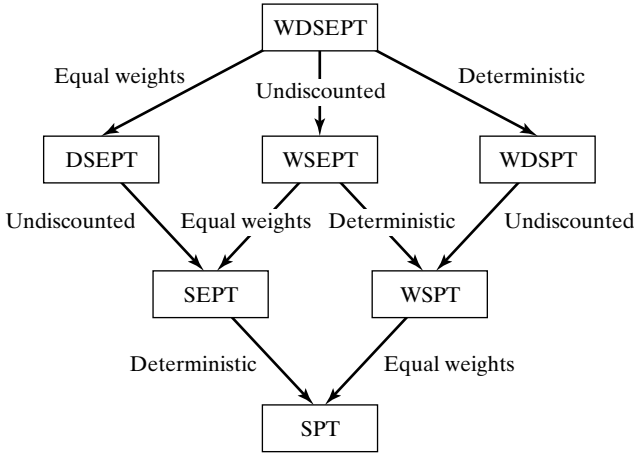 WDSEPT
Equal weights
Undiscounted
Deterministic
DSEPT
WSEPT
WDSPT
Undiscounted
Equal weights
Deterministic
Undiscounted
SEPT
WSPT
Deterministic
Equal weights
SPT